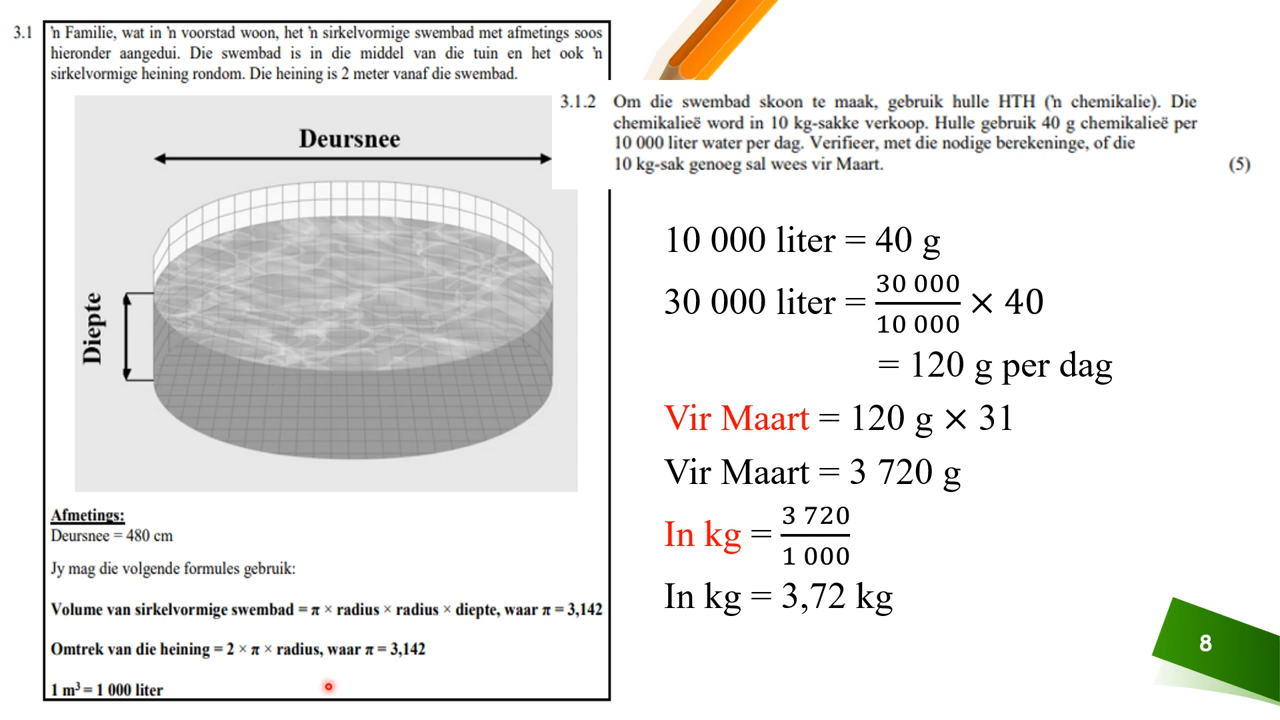 3.1 'n Familie, wat in 'n voorstad woon, het 'n sirkelvormige swembad met afmetings soos
hieronder aangedui. Die swembad is in die middel van die tuin en het ook 'n
sirkelvormige heining rondom. Die heining is 2 meter vanaf die swembad.
Deursnee
Diepte
Afmetings:
Deursnee = 480 cm
Jy mag die volgende formules gebruik:
Volume van sirkelvormige swembad = π × radius × radius × diepte, waar π = 3,142
Omtrek van die heining = 2 × π × radius, waar π = 3,142
1 m³ = 1 000 liter
3.1.2 Om die swembad skoon te maak, gebruik hulle HTH ('n chemikalie). Die
chemikalieë word in 10 kg-sakke verkoop. Hulle gebruik 40 g chemikalieë per
10 000 liter water per dag. Verifieer, met die nodige berekeninge, of die
10 kg-sak genoeg sal wees vir Maart. (5)
10 000 liter = 40 g
30 000 liter = 30 000/10 000 × 40
= 120 g per dag
Vir Maart = 120 g × 31
Vir Maart = 3 720 g
In kg = 3 720/1 000
In kg = 3,72 kg
8